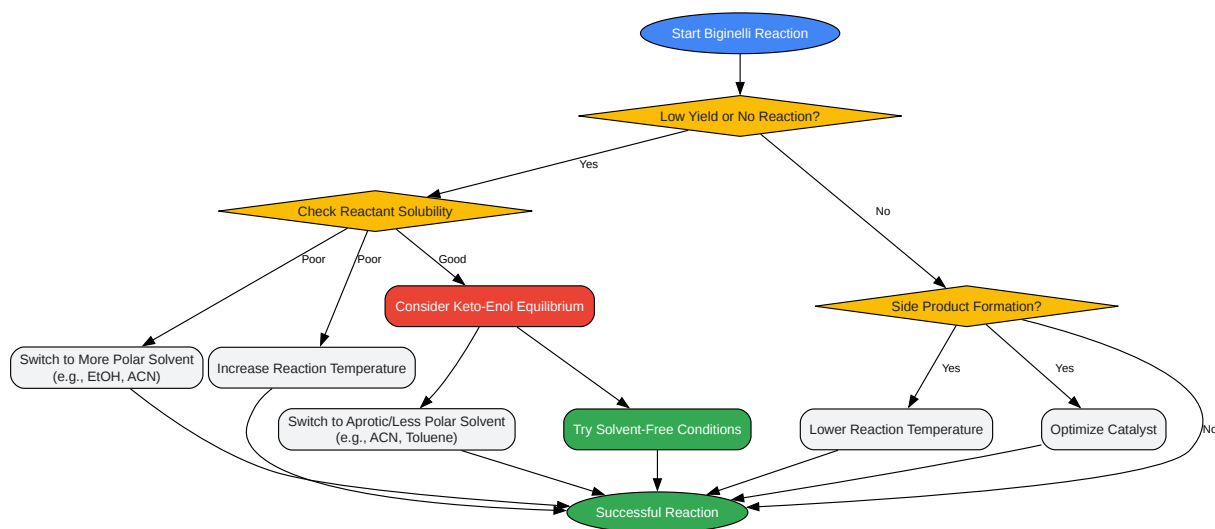 Start Biginelli Reaction
Low Yield or No Reaction?
Yes
No
Check Reactant Solubility
Poor
Poor
Good
Consider Keto-Enol Equilibrium
Side Product Formation?
Switch to More Polar Solvent
(e.g., EtOH, ACN)
Increase Reaction Temperature
Yes
Yes
No
Switch to Aprotic/Less Polar Solvent
(e.g., ACN, Toluene)
Try Solvent-Free Conditions
Lower Reaction Temperature
Optimize Catalyst
Successful Reaction